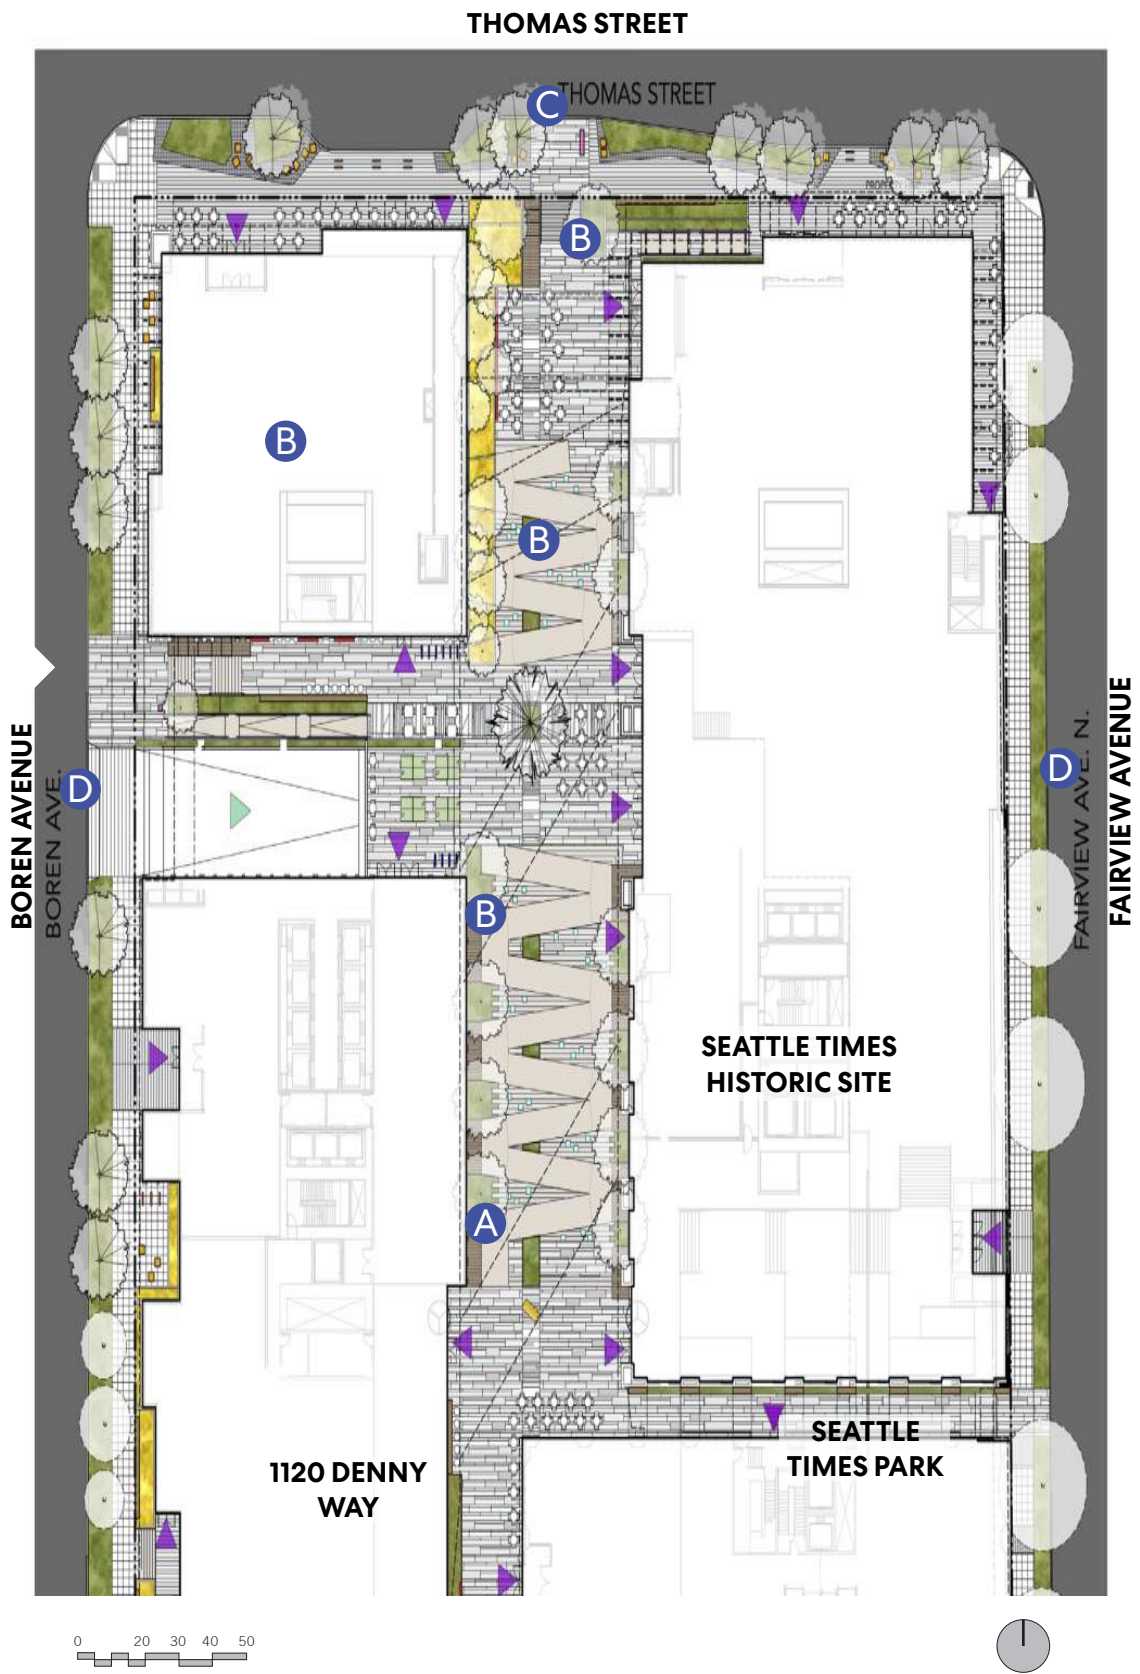 THOMAS STREET
THOMAS STREET
C
B
B
B
BOREN AVENUE
BOREN AVE.
D
D
FAIRVIEW AVE. N.
FAIRVIEW AVENUE
B
SEATTLE TIMES
HISTORIC SITE
A
SEATTLE
TIMES PARK
1120 DENNY
WAY
0 20 30 40 50